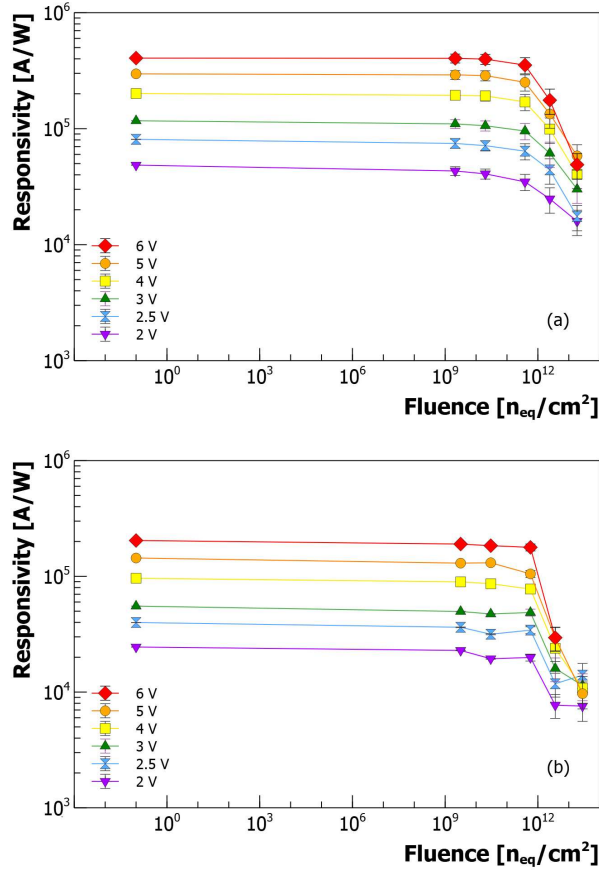 Responsivity [A/W]
10⁶
10⁵
10⁴
10³
6 V
5 V
4 V
3 V
2.5 V
2 V
(a)
10⁰
10³
10⁶
10⁹
10¹²
Fluence [nₑq/cm²]
Responsivity [A/W]
10⁶
10⁵
10⁴
10³
6 V
5 V
4 V
3 V
2.5 V
2 V
(b)
10⁰
10³
10⁶
10⁹
10¹²
Fluence [nₑq/cm²]